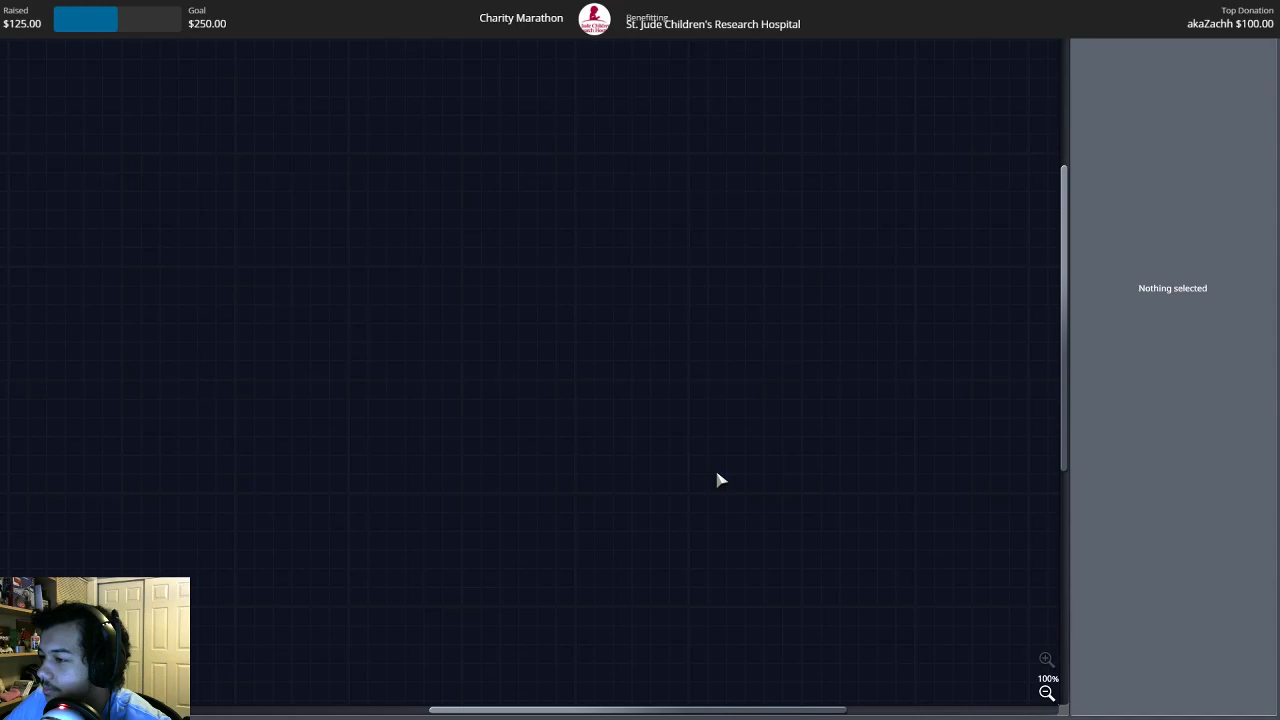 Raised
$125.00
Goal
$250.00
Charity Marathon
Benefitting
St. Jude Children's Research Hospital
Top Donation
akaZachh $100.00
Nothing selected
100%